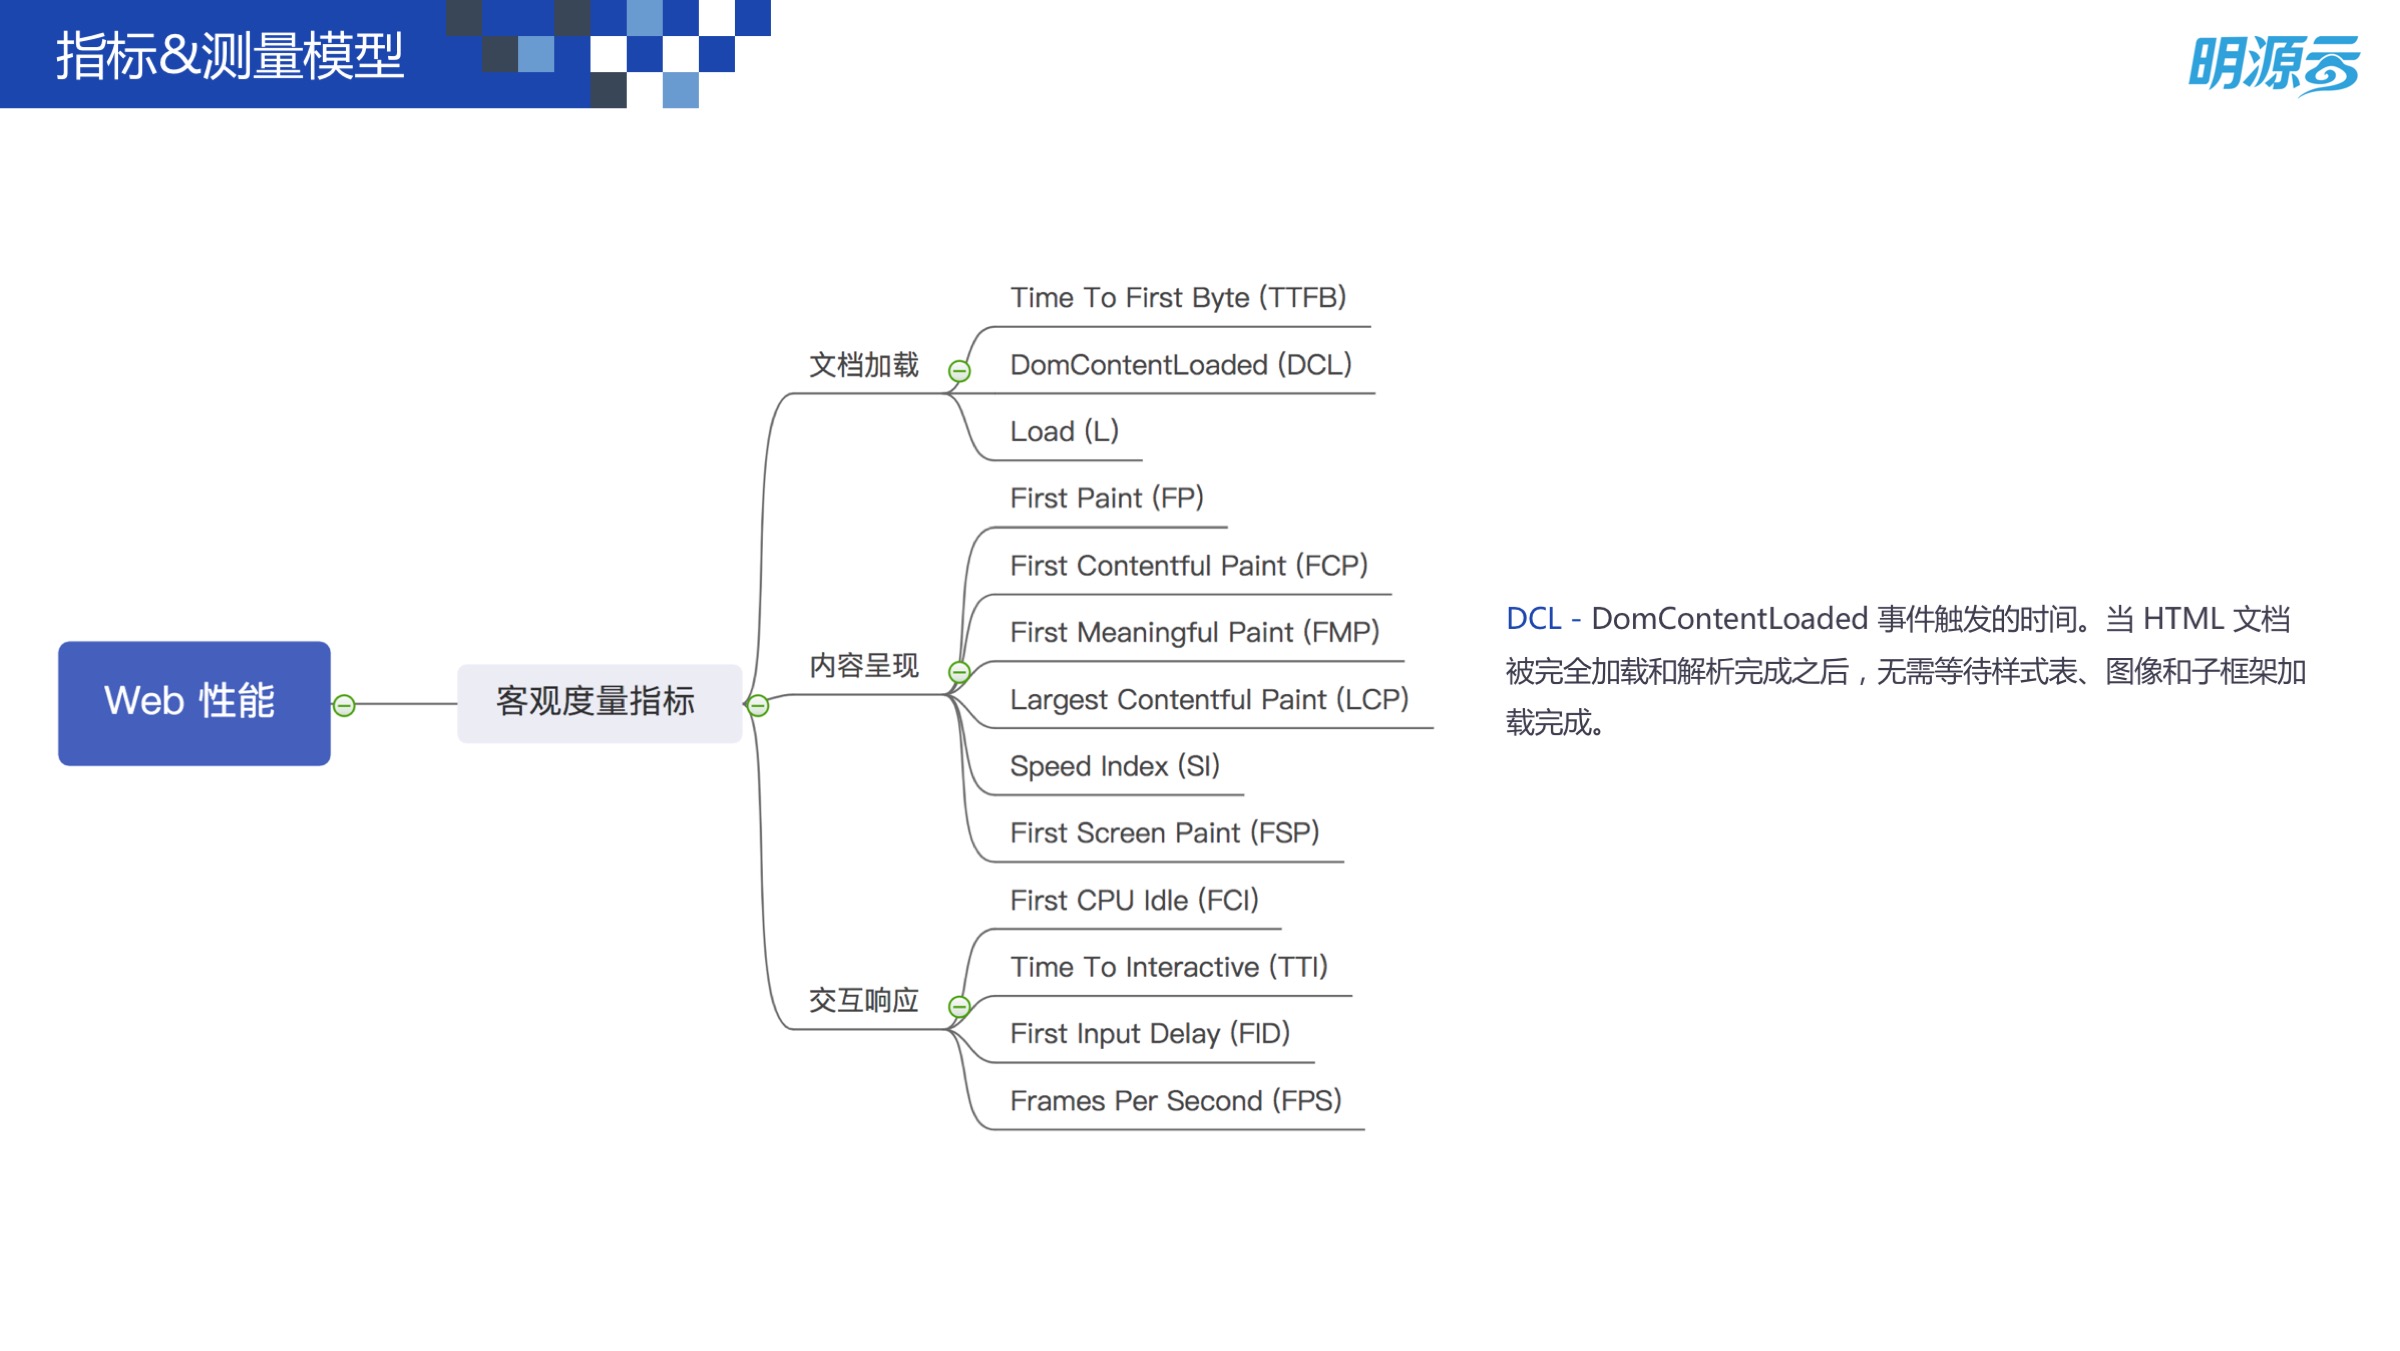 指标&测量模型
明源云
Time To First Byte (TTFB)
文档加载
DomContentLoaded (DCL)
Load (L)
First Paint (FP)
First Contentful Paint (FCP)
First Meaningful Paint (FMP)
内容呈现
Largest Contentful Paint (LCP)
Speed Index (SI)
First Screen Paint (FSP)
Web 性能
客观度量指标
First CPU Idle (FCI)
Time To Interactive (TTI)
交互响应
First Input Delay (FID)
Frames Per Second (FPS)
DCL - DomContentLoaded 事件触发的时间。当 HTML 文档
被完全加载和解析完成之后，无需等待样式表、图像和子框架加
载完成。